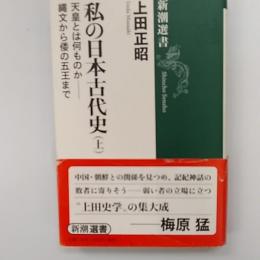 新潮選書
Shincho Sensho
上田正昭
Ueda Masaaki
私の日本古代史(上)
天皇とは何ものか——
縄文から倭の五王まで
中国・朝鮮との関係を見つめ、記紀神話の
敗者に寄りそう——弱い者の立場に立つ
“上田史学„の集大成
——梅原 猛
新潮選書